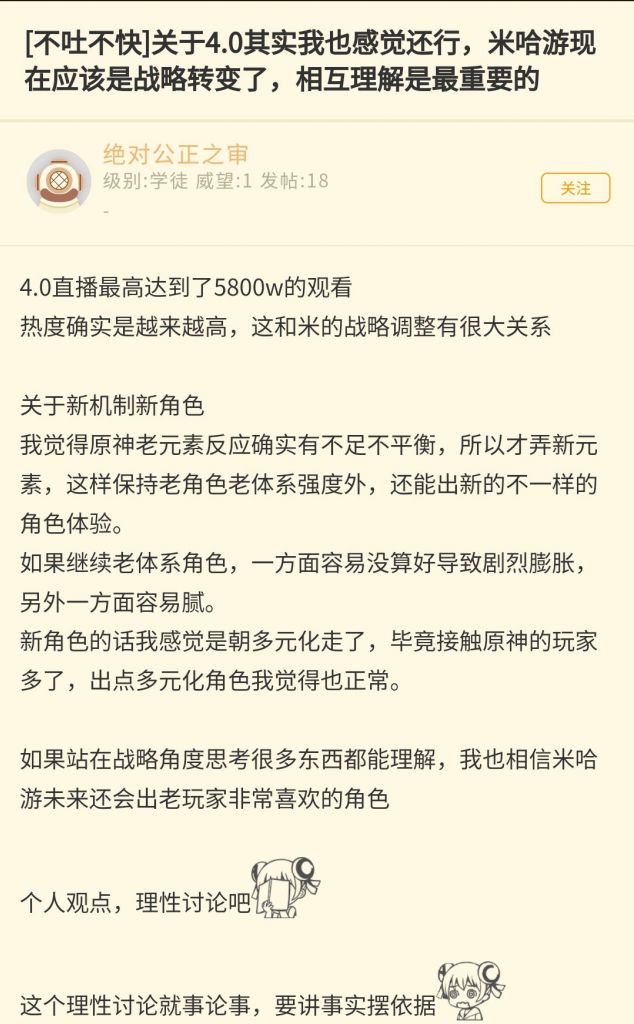 [不吐不快]关于4.0其实我也感觉还行，米哈游现
在应该是战略转变了，相互理解是最重要的
绝对公正之审
级别:学徒 威望:1 发帖:18
-
关注
4.0直播最高达到了5800w的观看
热度确实是越来越高，这和米的战略调整有很大关系
关于新机制新角色
我觉得原神老元素反应确实有不足不平衡，所以才弄新元
素，这样保持老角色老体系强度外，还能出新的不一样的
角色体验。
如果继续老体系角色，一方面容易没算好导致剧烈膨胀，
另外一方面容易腻。
新角色的话我感觉是朝多元化走了，毕竟接触原神的玩家
多了，出点多元化角色我觉得也正常。
如果站在战略角度思考很多东西都能理解，我也相信米哈
游未来还会出老玩家非常喜欢的角色
个人观点，理性讨论吧
这个理性讨论就事论事，要讲事实摆依据